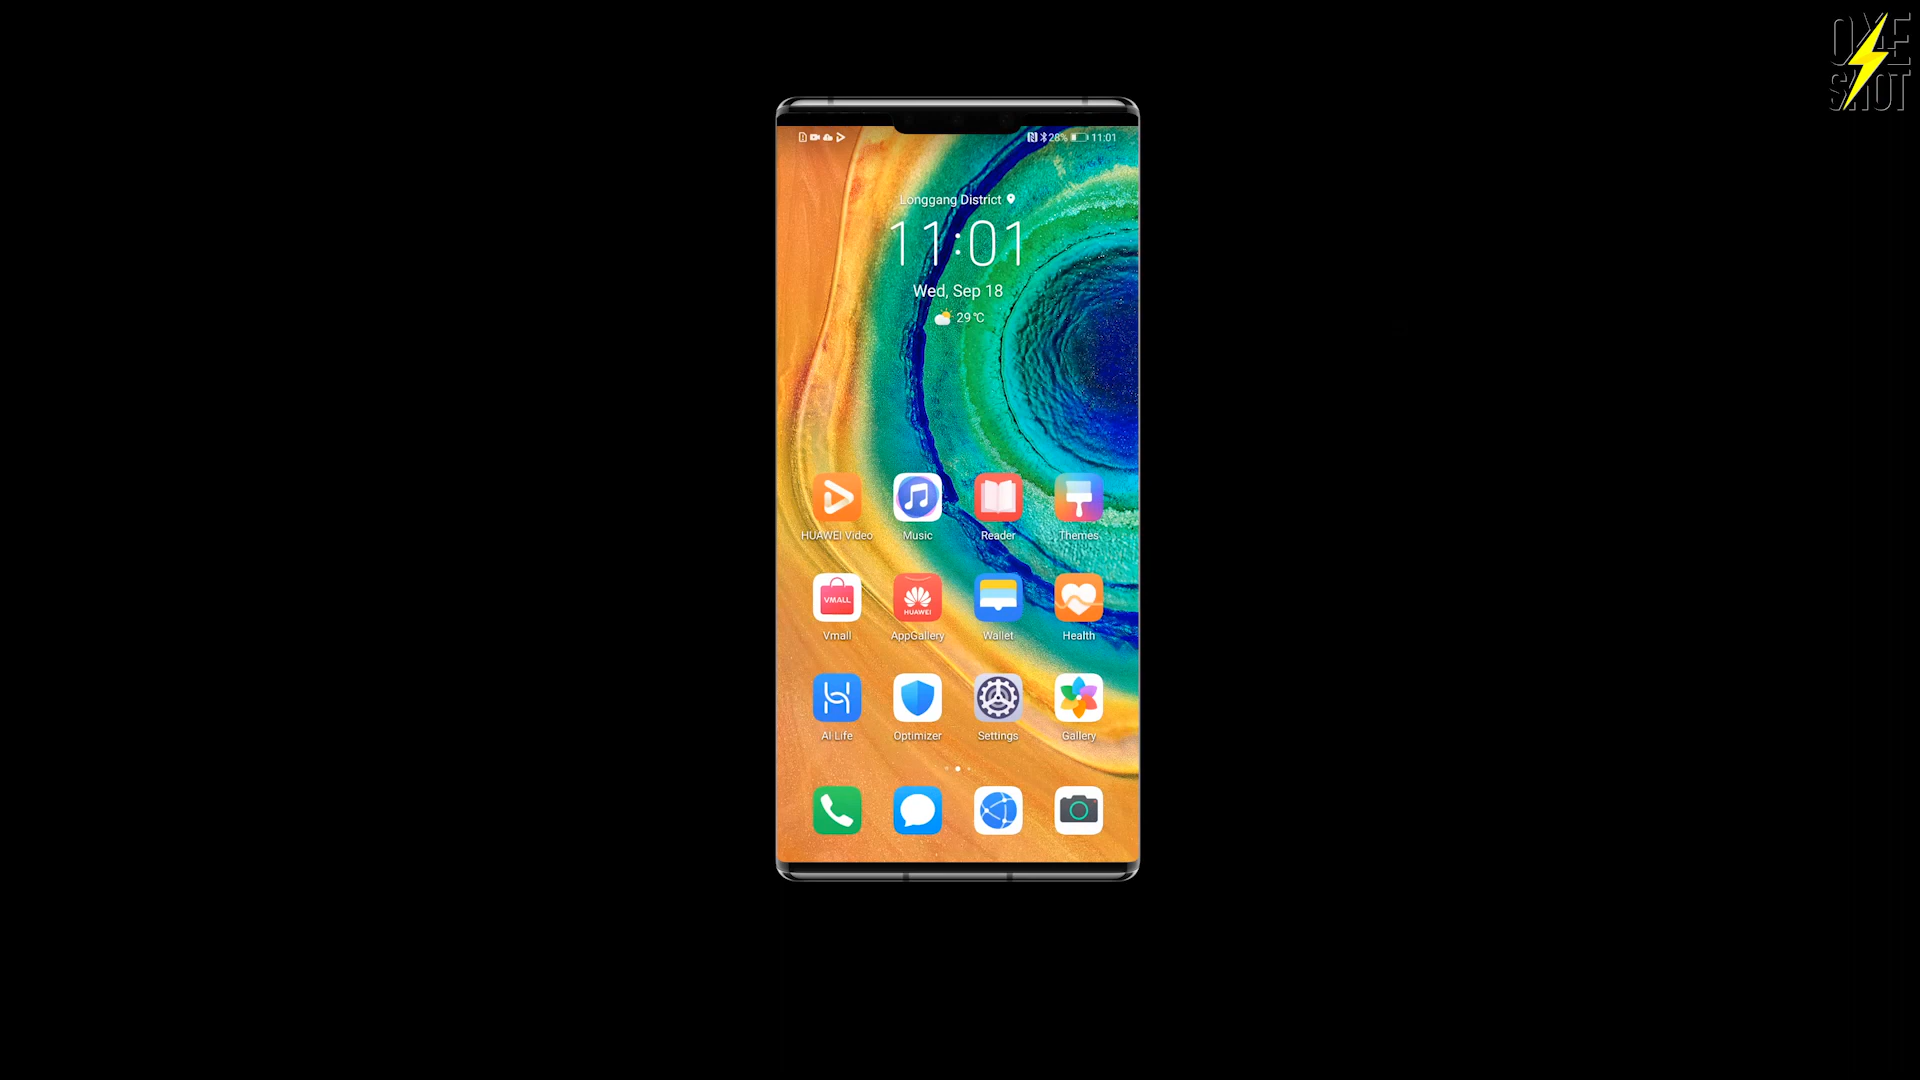 ONE
SHOT
28% 11:01
Longgang District
11:01
Wed, Sep 18
29℃
HUAWEI Video
Music
Reader
Themes
VMALL
HUAWEI
Vmall
AppGallery
Wallet
Health
AI Life
Optimizer
Settings
Gallery